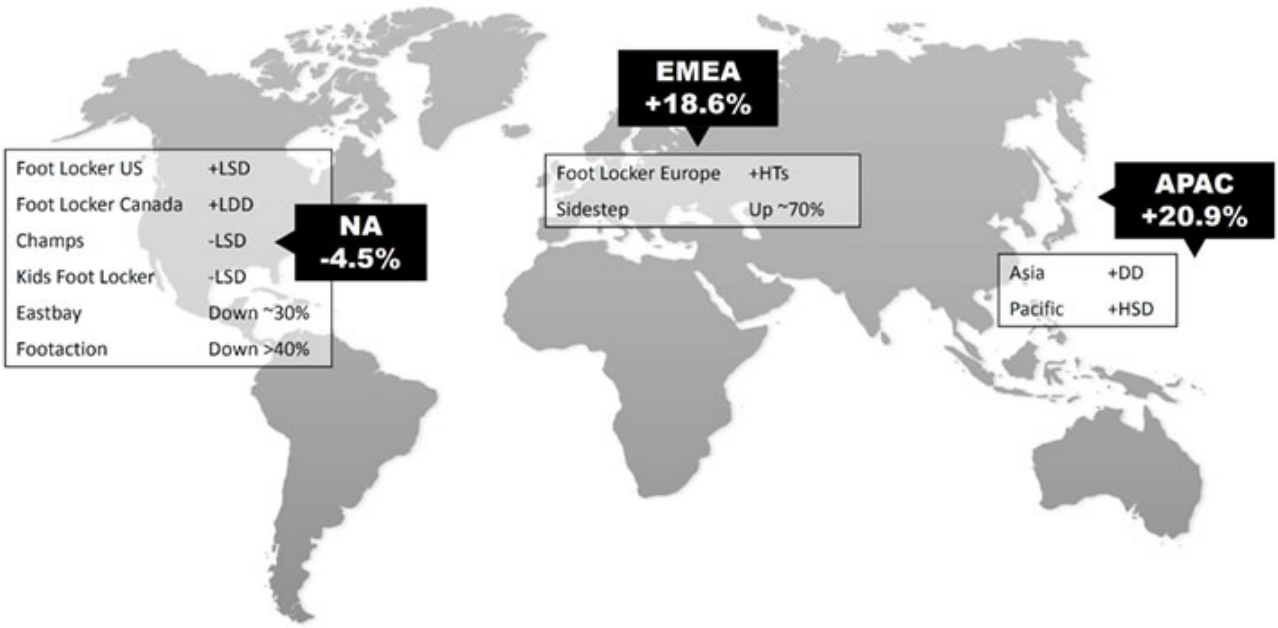 Foot Locker US +LSD
Foot Locker Canada +LDD
Champs -LSD
Kids Foot Locker -LSD
Eastbay Down ~30%
Footaction Down >40%
NA
-4.5%
EMEA
+18.6%
Foot Locker Europe +HTs
Sidestep Up ~70%
APAC
+20.9%
Asia +DD
Pacific +HSD